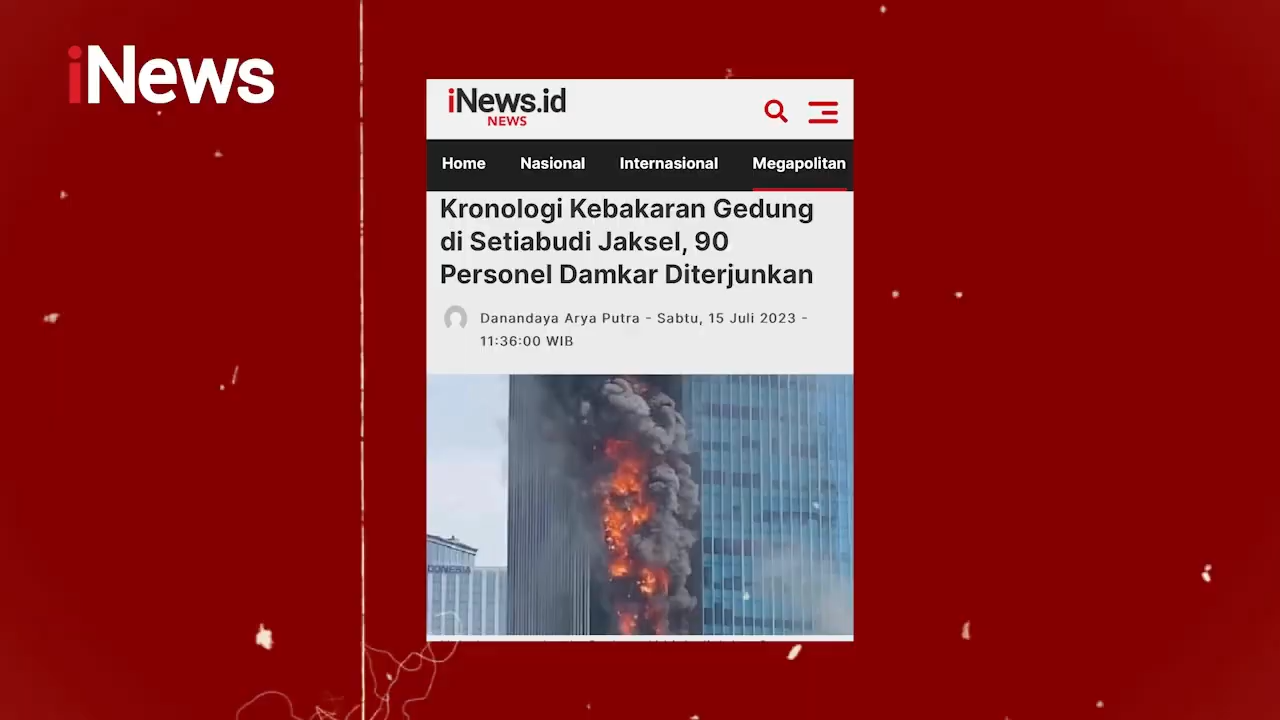 iNews
iNews.id
NEWS
Home Nasional Internasional Megapolitan
Kronologi Kebakaran Gedung
di Setiabudi Jaksel, 90
Personel Damkar Diterjunkan
Danandaya Arya Putra - Sabtu, 15 Juli 2023 -
11:36:00 WIB